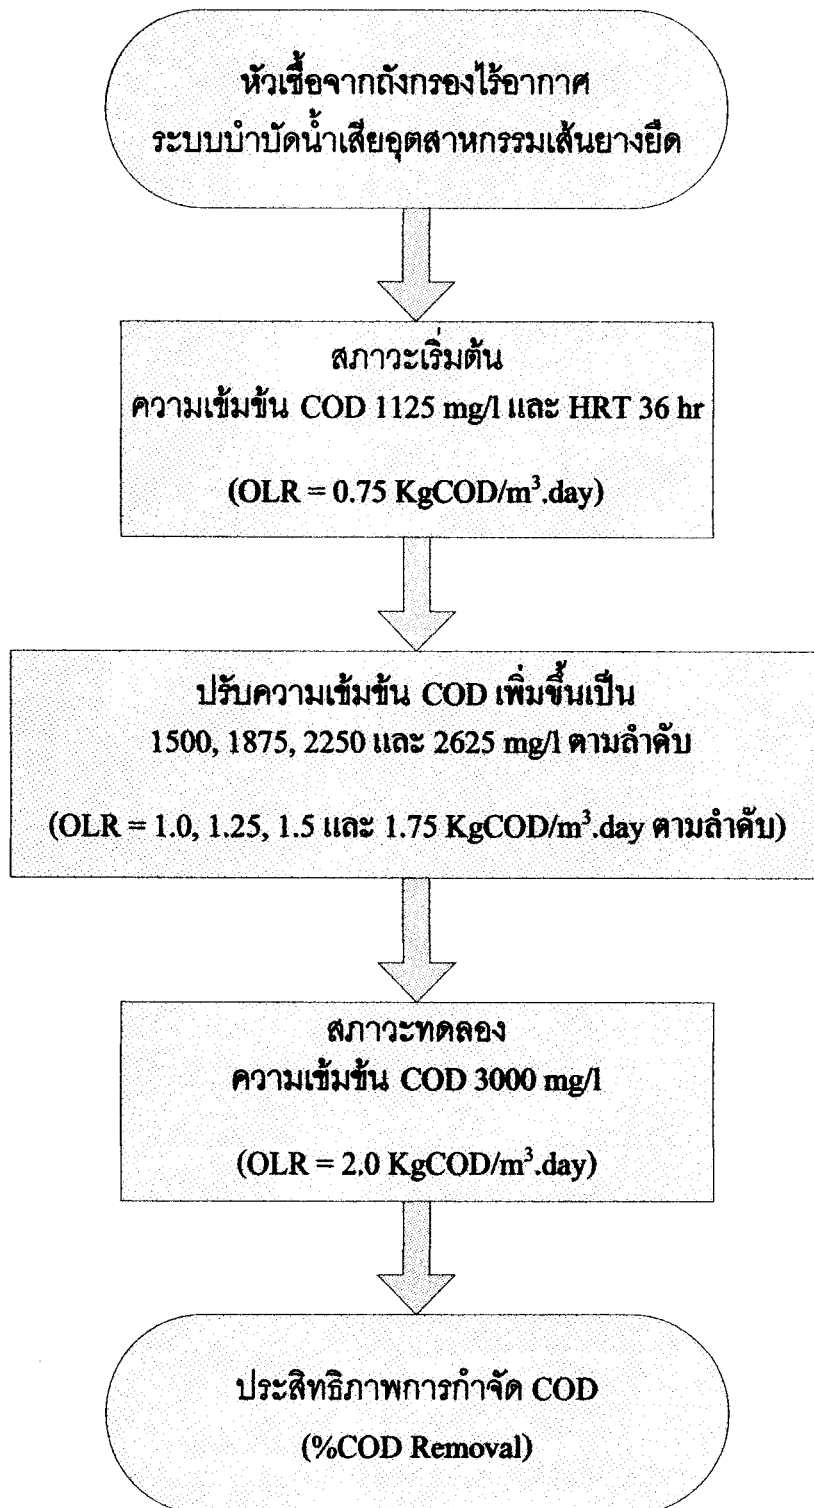 หัวเชื้อจากถังกรองไร้อากาศ
ระบบบำบัดน้ำเสียอุตสาหกรรมเส้นยางยืด
สภาวะเริ่มต้น
ความเข้มข้น COD 1125 mg/l และ HRT 36 hr
(OLR = 0.75 KgCOD/m³.day)
ปรับความเข้มข้น COD เพิ่มขึ้นเป็น
1500, 1875, 2250 และ 2625 mg/l ตามลำดับ
(OLR = 1.0, 1.25, 1.5 และ 1.75 KgCOD/m³.day ตามลำดับ)
สภาวะทดลอง
ความเข้มข้น COD 3000 mg/l
(OLR = 2.0 KgCOD/m³.day)
ประสิทธิภาพการกำจัด COD
(%COD Removal)